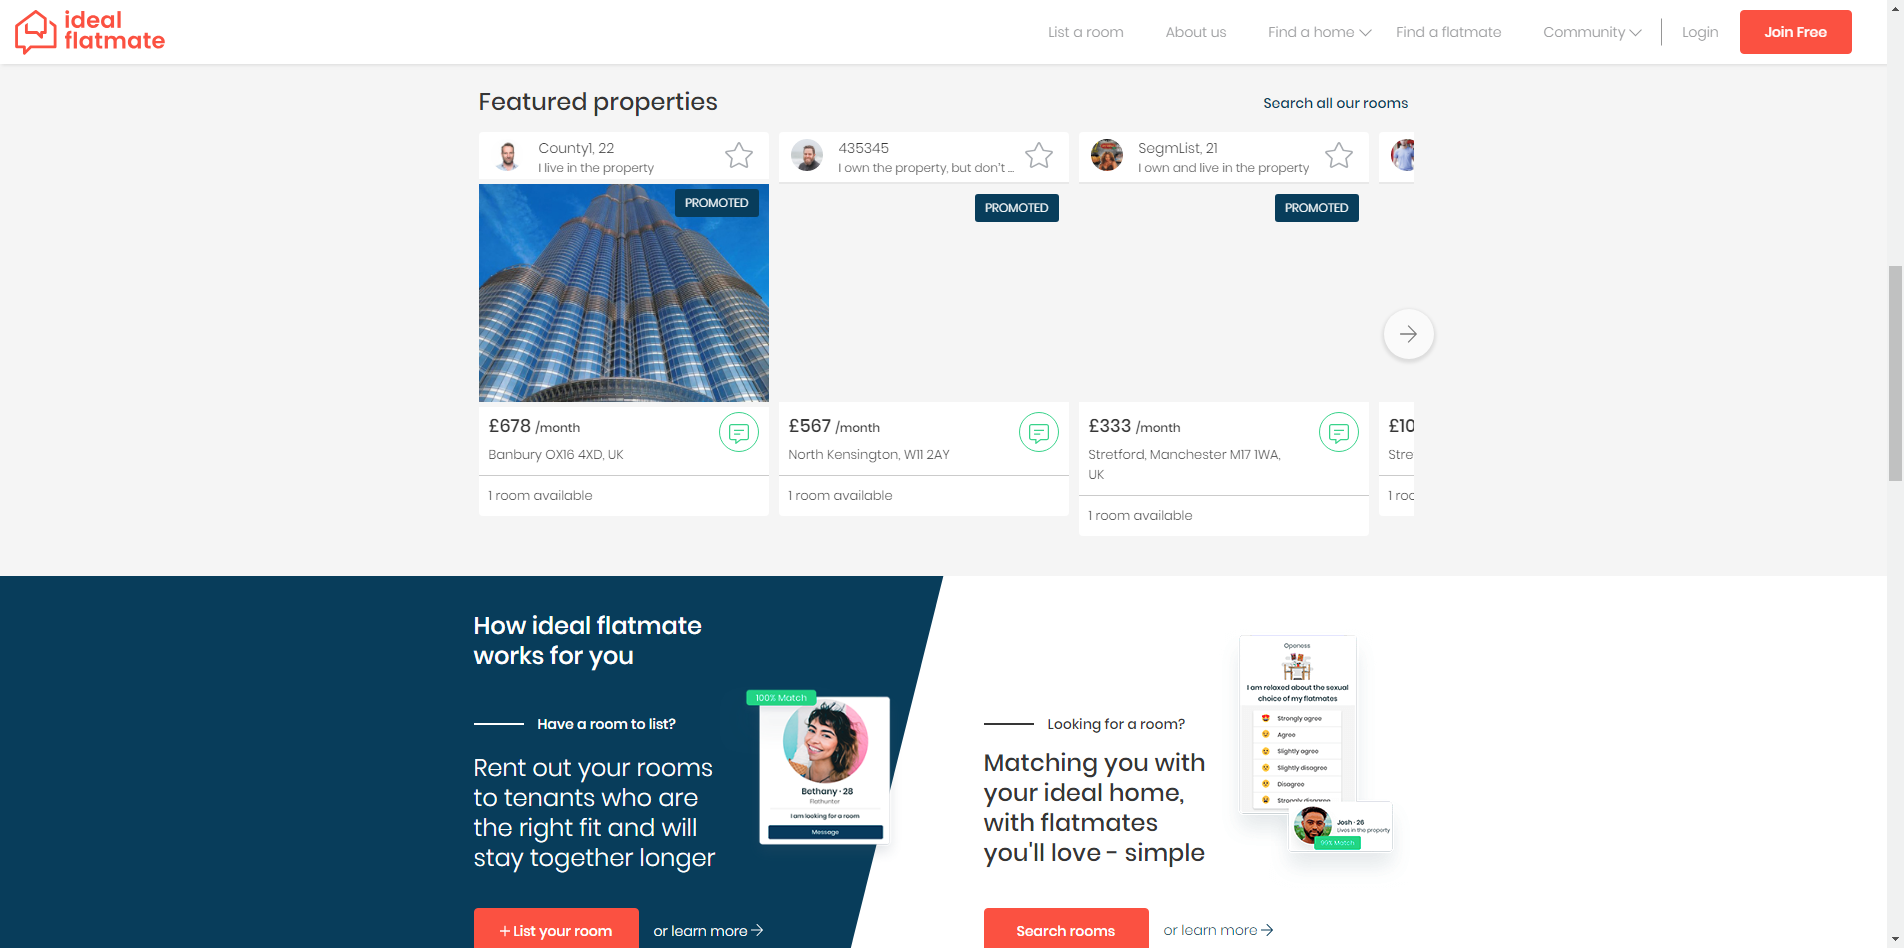 ideal
flatmate
List a room
About us
Find a home
Find a flatmate
Community
Login
Join Free
Featured properties
Search all our rooms
County1, 22
I live in the property
435345
I own the property, but don't ...
SegmList, 21
I own and live in the property
PROMOTED
PROMOTED
PROMOTED
£678 /month
Banbury OX16 4XD, UK
1 room available
£567 /month
North Kensington, W11 2AY
1 room available
£333 /month
Stretford, Manchester M17 1WA,
UK
1 room available
£10
Stre
1 roo
How ideal flatmate
works for you
Have a room to list?
Rent out your rooms
to tenants who are
the right fit and will
stay together longer
100% Match
Bethany · 28
Flathunter
I am looking for a room
Message
+ List your room
or learn more
Looking for a room?
Matching you with
your ideal home,
with flatmates
you'll love - simple
Openess
I am relaxed about the sexual
choice of my flatmates
Strongly agree
Agree
Slightly agree
Slightly disagree
Disagree
Strongly disagree
Josh · 26
Lives in the property
99% Match
Search rooms
or learn more